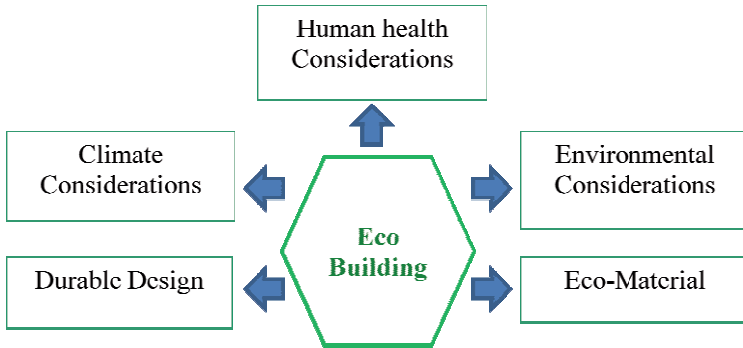 Human health
Considerations
Climate
Considerations
Environmental
Considerations
Eco
Building
Durable Design
Eco-Material